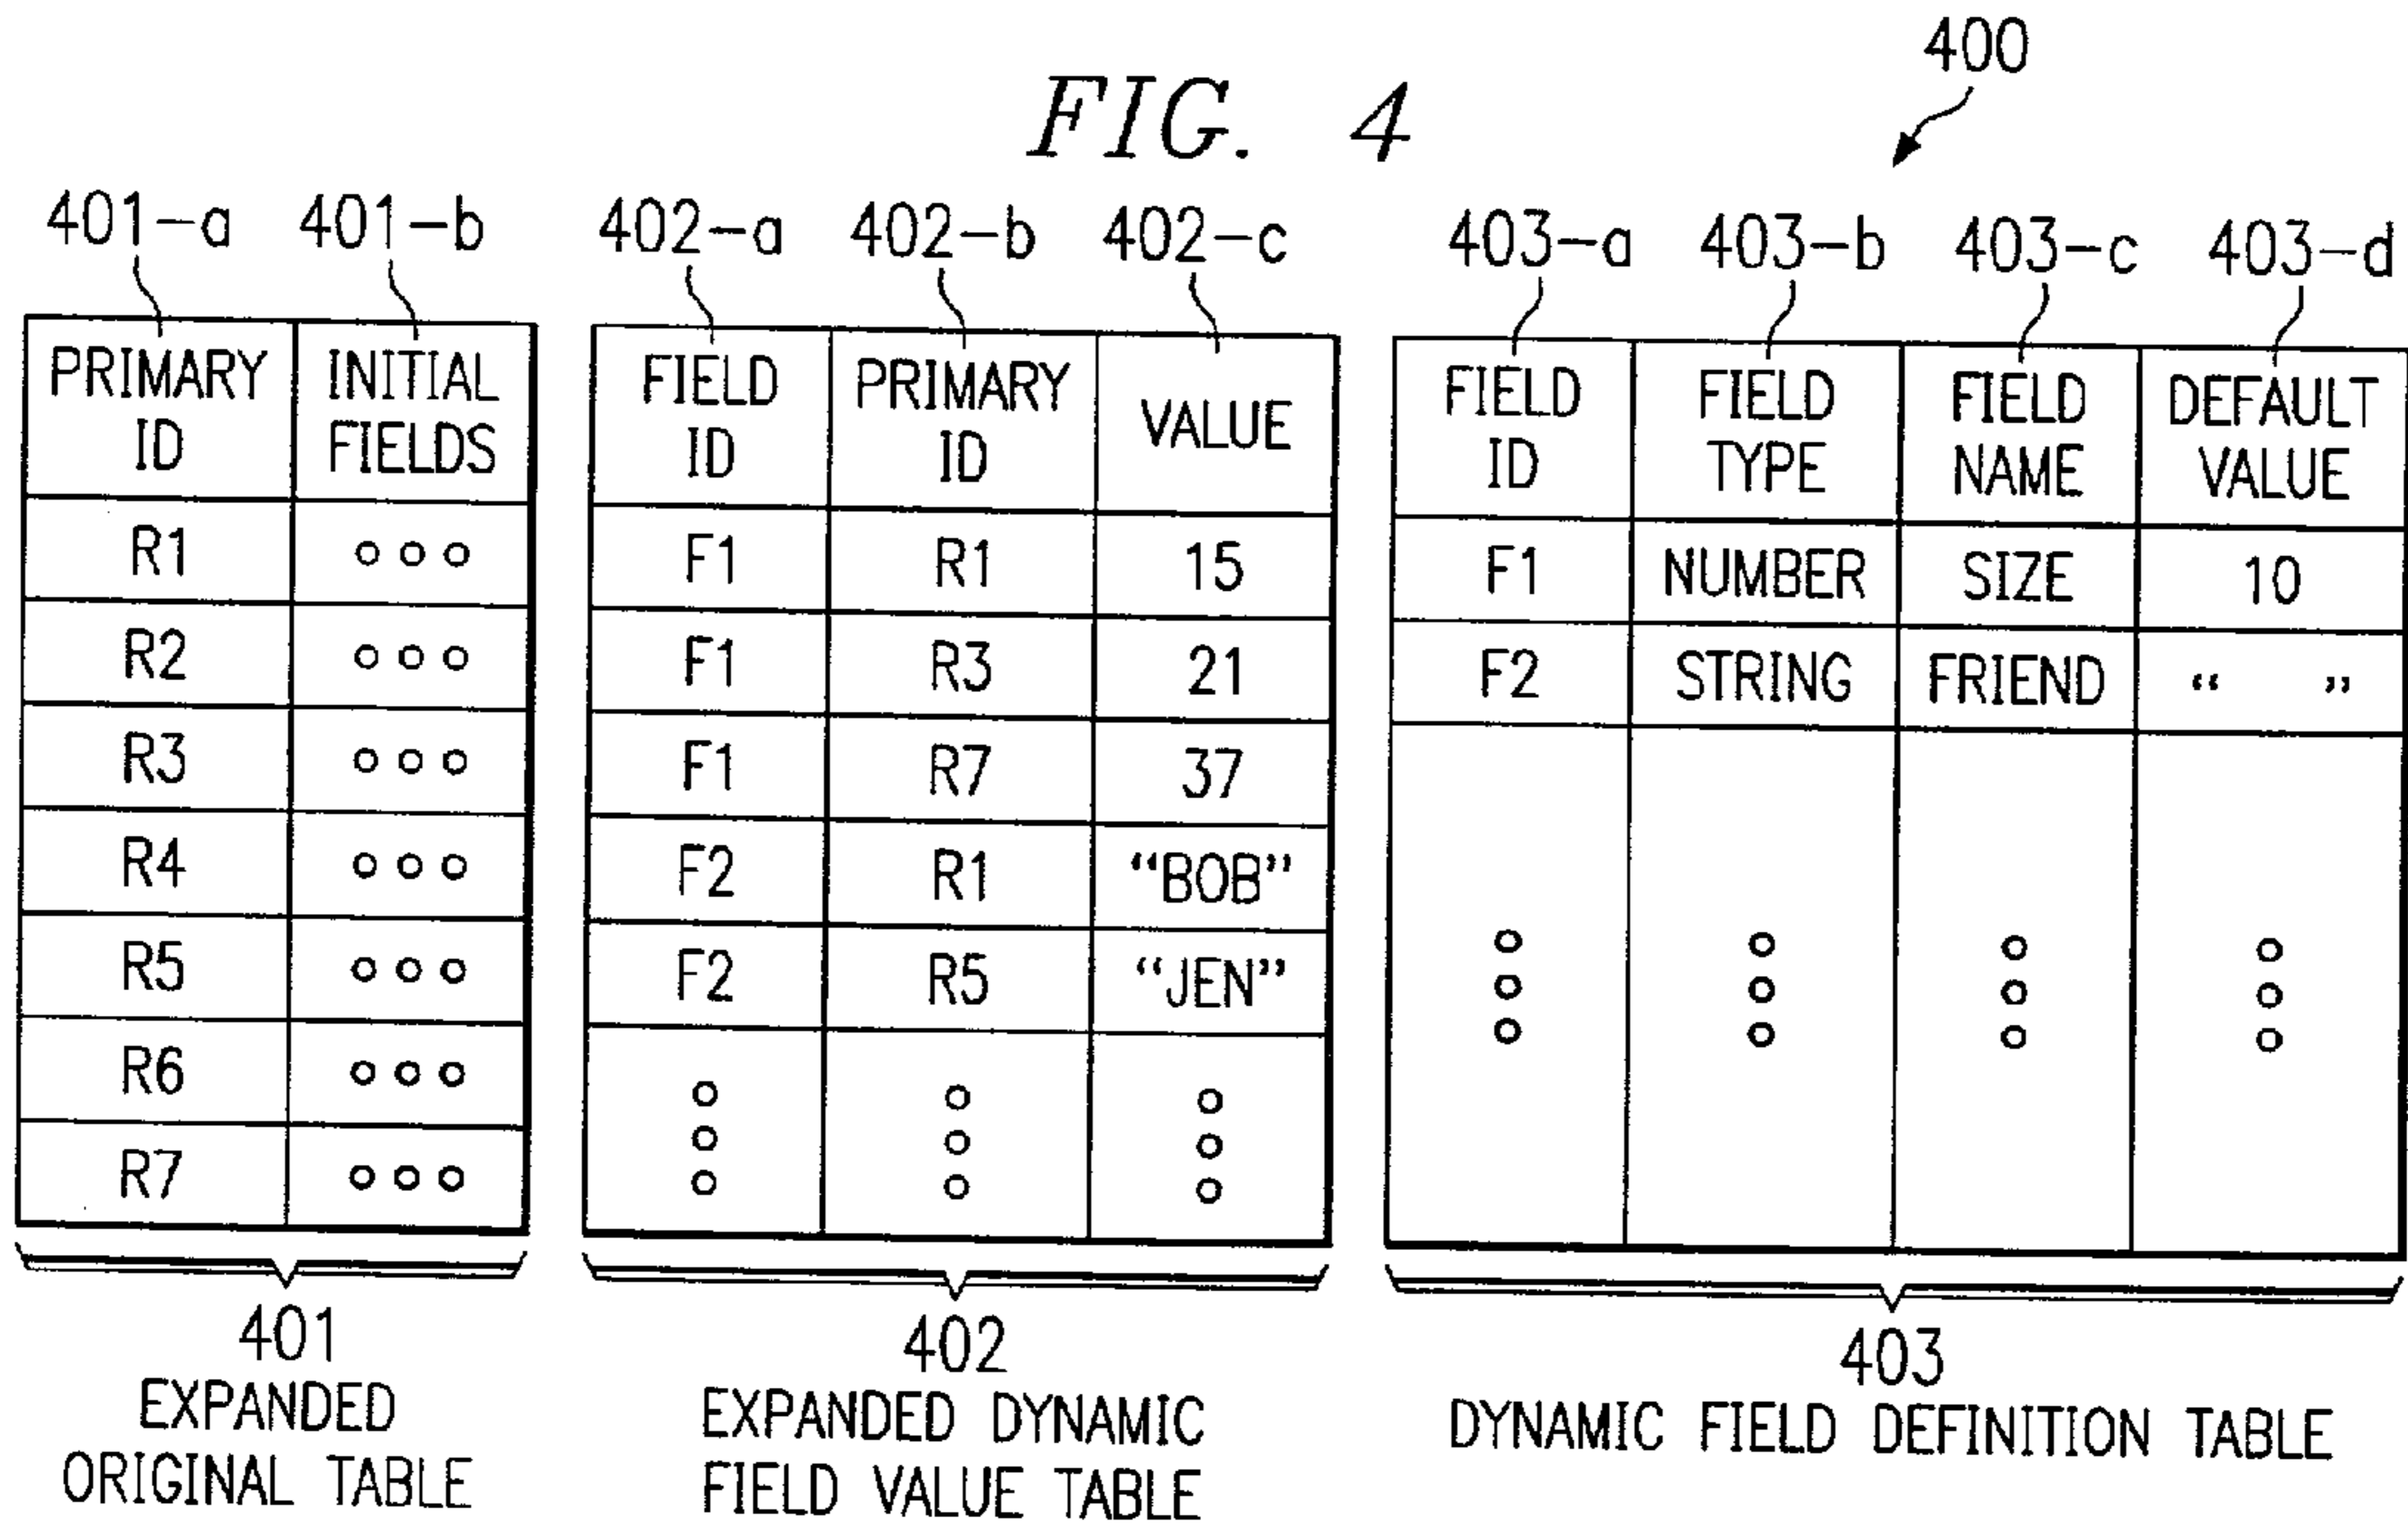 400
FIG. 4
401-a 401-b 402-a 402-b 402-c 403-a 403-b 403-c 403-d
PRIMARY ID INITIAL FIELDS
R1 o o o
R2 o o o
R3 o o o
R4 o o o
R5 o o o
R6 o o o
R7 o o o
401
EXPANDED
ORIGINAL TABLE
FIELD ID PRIMARY ID VALUE
F1 R1 15
F1 R3 21
F1 R7 37
F2 R1 “BOB”
F2 R5 “JEN”
402
EXPANDED DYNAMIC
FIELD VALUE TABLE
FIELD ID FIELD TYPE FIELD NAME DEFAULT VALUE
F1 NUMBER SIZE 10
F2 STRING FRIEND “ ”
403
DYNAMIC FIELD DEFINITION TABLE